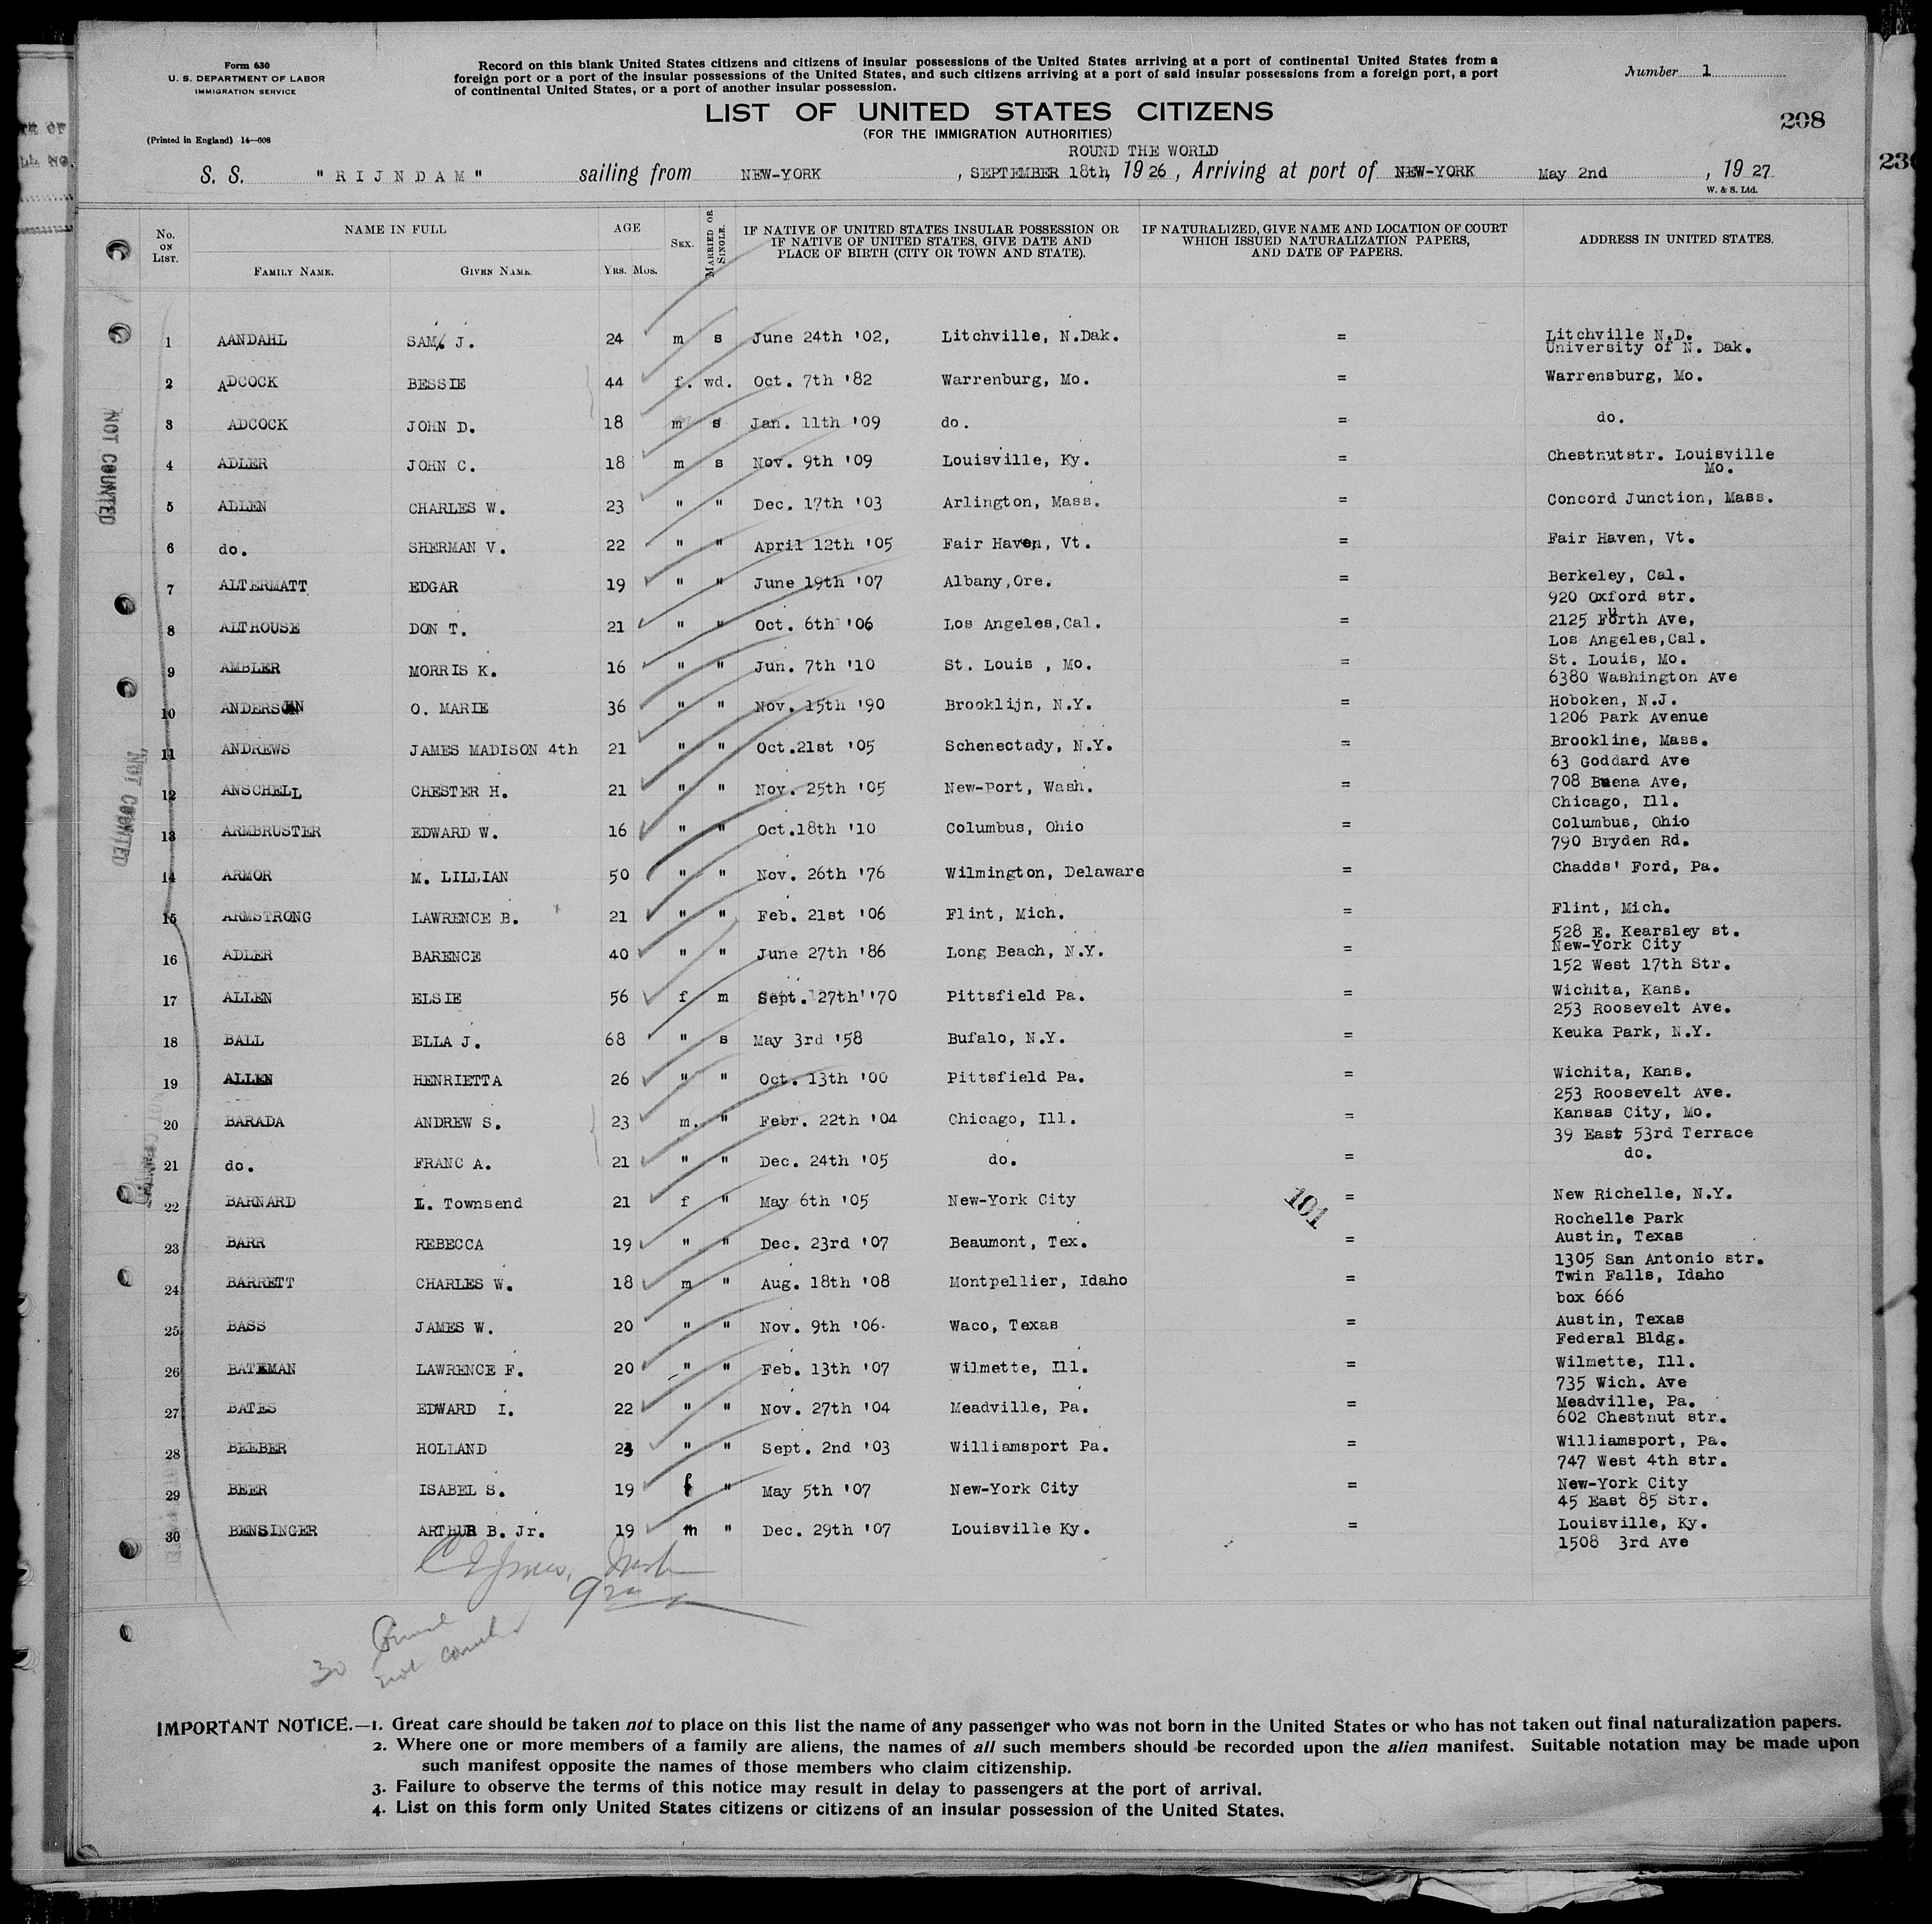 Form 630
U. S. DEPARTMENT OF LABOR
IMMIGRATION SERVICE
(Printed in England) 14—608
Record on this blank United States citizens and citizens of insular possessions of the United States arriving at a port of continental United States from a
foreign port or a port of the insular possessions of the United States, and such citizens arriving at a port of said insular possessions from a foreign port, a port
of continental United States, or a port of another insular possession.
Number 1
LIST OF UNITED STATES CITIZENS
(FOR THE IMMIGRATION AUTHORITIES)
208
23
ROUND THE WORLD
S. S. "RIJNDAM" sailing from NEW-YORK, SEPTEMBER 18th, 1926, Arriving at port of NEW-YORK May 2nd, 1927
W. & S. Ltd.
No. ON LIST. NAME IN FULL FAMILY NAME. GIVEN NAME. AGE YRS. MOS. SEX. MARRIED OR SINGLE. IF NATIVE OF UNITED STATES INSULAR POSSESSION OR IF NATIVE OF UNITED STATES, GIVE DATE AND PLACE OF BIRTH (CITY OR TOWN AND STATE). IF NATURALIZED, GIVE NAME AND LOCATION OF COURT WHICH ISSUED NATURALIZATION PAPERS, AND DATE OF PAPERS. ADDRESS IN UNITED STATES.
1 AANDAHL SAM. J. 24 m s June 24th '02, Litchville, N.Dak. = Litchville N.D.
University of N. Dak.
2 ADCOCK BESSIE 44 f. wd. Oct. 7th '82 Warrenburg, Mo. = Warrensburg, Mo.
3 ADCOCK JOHN D. 18 m s Jan. 11th '09 do. = do.
4 ADLER JOHN C. 18 m s Nov. 9th '09 Louisville, Ky. = Chestnutstr. Louisville
Mo.
5 ALLEN CHARLES W. 23 " " Dec. 17th '03 Arlington, Mass. = Concord Junction, Mass.
6 do. SHERMAN V. 22 " " April 12th '05 Fair Haven, Vt. = Fair Haven, Vt.
7 ALTERMATT EDGAR 19 " " June 19th '07 Albany,Ore. = Berkeley, Cal.
920 Oxford str.
8 ALTHOUSE DON T. 21 " " Oct. 6th '06 Los Angeles,Cal. = 2125 Fourth Ave,
Los Angeles,Cal.
9 AMBLER MORRIS K. 16 " " Jun. 7th '10 St. Louis , Mo. = St. Louis, Mo.
6380 Washington Ave
10 ANDERSON O. MARIE 36 " " Nov. 15th '90 Brooklijn, N.Y. = Hoboken, N.J.
1206 Park Avenue
11 ANDREWS JAMES MADISON 4th 21 " " Oct.21st '05 Schenectady, N.Y. = Brookline, Mass.
63 Goddard Ave
12 ANSCHELL CHESTER H. 21 " " Nov. 25th '05 New-Port, Wash. = 708 Buena Ave,
Chicago, Ill.
13 ARMBRUSTER EDWARD W. 16 " " Oct.18th '10 Columbus, Ohio = Columbus, Ohio
790 Bryden Rd.
14 ARMOR M. LILLIAN 50 " " Nov. 26th '76 Wilmington, Delaware = Chadds' Ford, Pa.
15 ARMSTRONG LAWRENCE B. 21 " " Feb. 21st '06 Flint, Mich. = Flint, Mich.
528 E. Kearsley st.
16 ADLER BARENCE 40 " " June 27th '86 Long Beach, N.Y. = New-York City
152 West 17th Str.
17 ALLEN ELSIE 56 f m Sept. 27th '70 Pittsfield Pa. = Wichita, Kans.
253 Roosevelt Ave.
18 BALL ELLA J. 68 " s May 3rd '58 Bufalo, N.Y. = Keuka Park, N.Y.
19 ALLEN HENRIETTA 26 " " Oct. 13th '00 Pittsfield Pa. = Wichita, Kans.
253 Roosevelt Ave.
20 BARADA ANDREW S. 23 m. " Febr. 22th '04 Chicago, Ill. = Kansas City, Mo.
39 East 53rd Terrace
21 do. FRANC A. 21 " " Dec. 24th '05 do. = do.
22 BARNARD L. Townsend 21 f " May 6th '05 New-York City 101 = New Richelle, N.Y.
Rochelle Park
23 BARR REBECCA 19 " " Dec. 23rd '07 Beaumont, Tex. = Austin, Texas
1305 San Antonio str.
24 BARRETT CHARLES W. 18 m " Aug. 18th '08 Montpellier, Idaho = Twin Falls, Idaho
box 666
25 BASS JAMES W. 20 " " Nov. 9th '06. Waco, Texas = Austin, Texas
Federal Bldg.
26 BATEMAN LAWRENCE F. 20 " " Feb. 13th '07 Wilmette, Ill. = Wilmette, Ill.
735 Wich. Ave
27 BATES EDWARD I. 22 " " Nov. 27th '04 Meadville, Pa. = Meadville, Pa.
602 Chestnut str.
28 BEEBER HOLLAND 23 " " Sept. 2nd '03 Williamsport Pa. = Williamsport, Pa.
747 West 4th str.
29 BEER ISABEL S. 19 f " May 5th '07 New-York City = New-York City
45 East 85 Str.
30 BENSINGER ARTHUR B. Jr. 19 m " Dec. 29th '07 Louisville Ky. = Louisville, Ky.
1508 3rd Ave
NOT COUNTED
NOT COUNTED
30
not
IMPORTANT NOTICE.—1. Great care should be taken not to place on this list the name of any passenger who was not born in the United States or who has not taken out final naturalization papers.
2. Where one or more members of a family are aliens, the names of all such members should be recorded upon the alien manifest. Suitable notation may be made upon
such manifest opposite the names of those members who claim citizenship.
3. Failure to observe the terms of this notice may result in delay to passengers at the port of arrival.
4. List on this form only United States citizens or citizens of an insular possession of the United States.